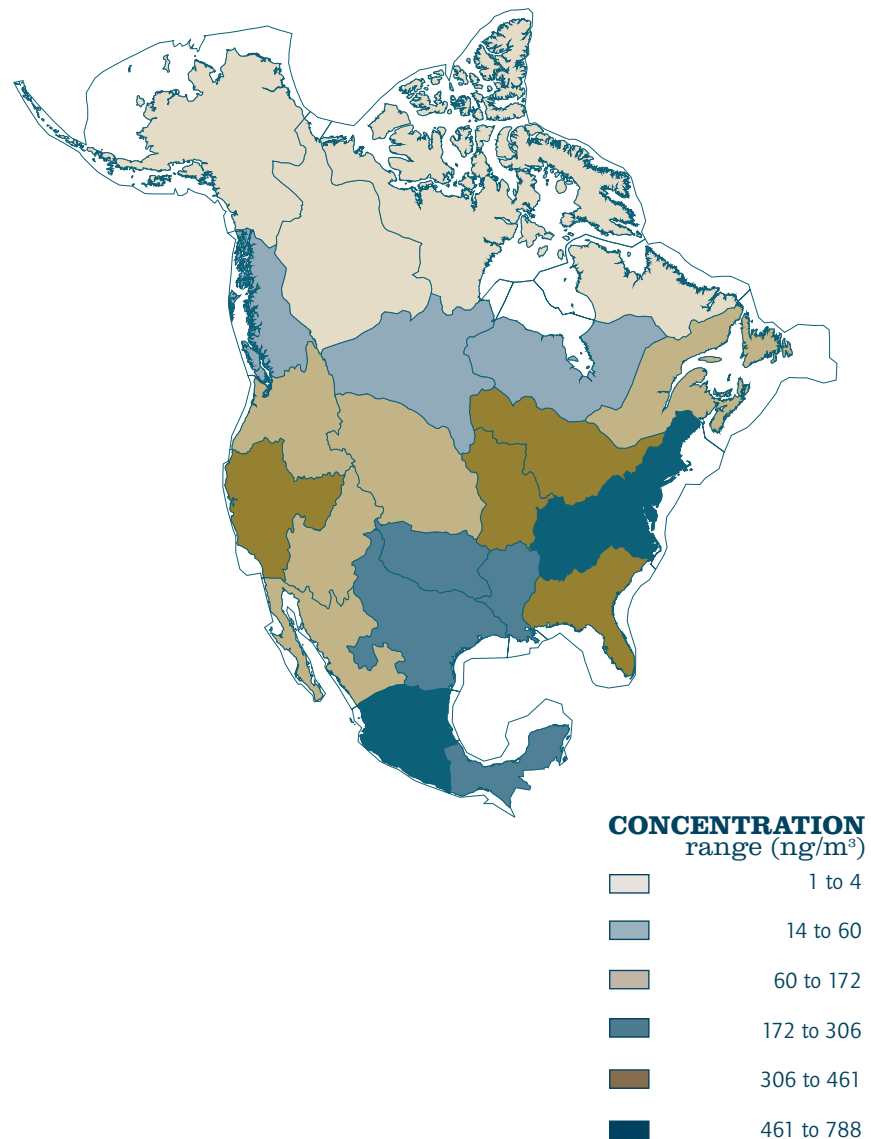 CONCENTRATION
range (ng/m³)
1 to 4
14 to 60
60 to 172
172 to 306
306 to 461
461 to 788